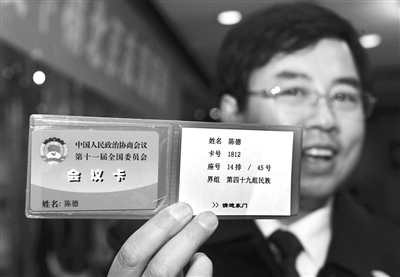 中国人民政治协商会议
第十一届全国委员会
会议卡
姓名: 陈德
姓名 陈德
卡号 1812
座号 14排 / 45号
界组 第四十九组民族
>> 请进东门